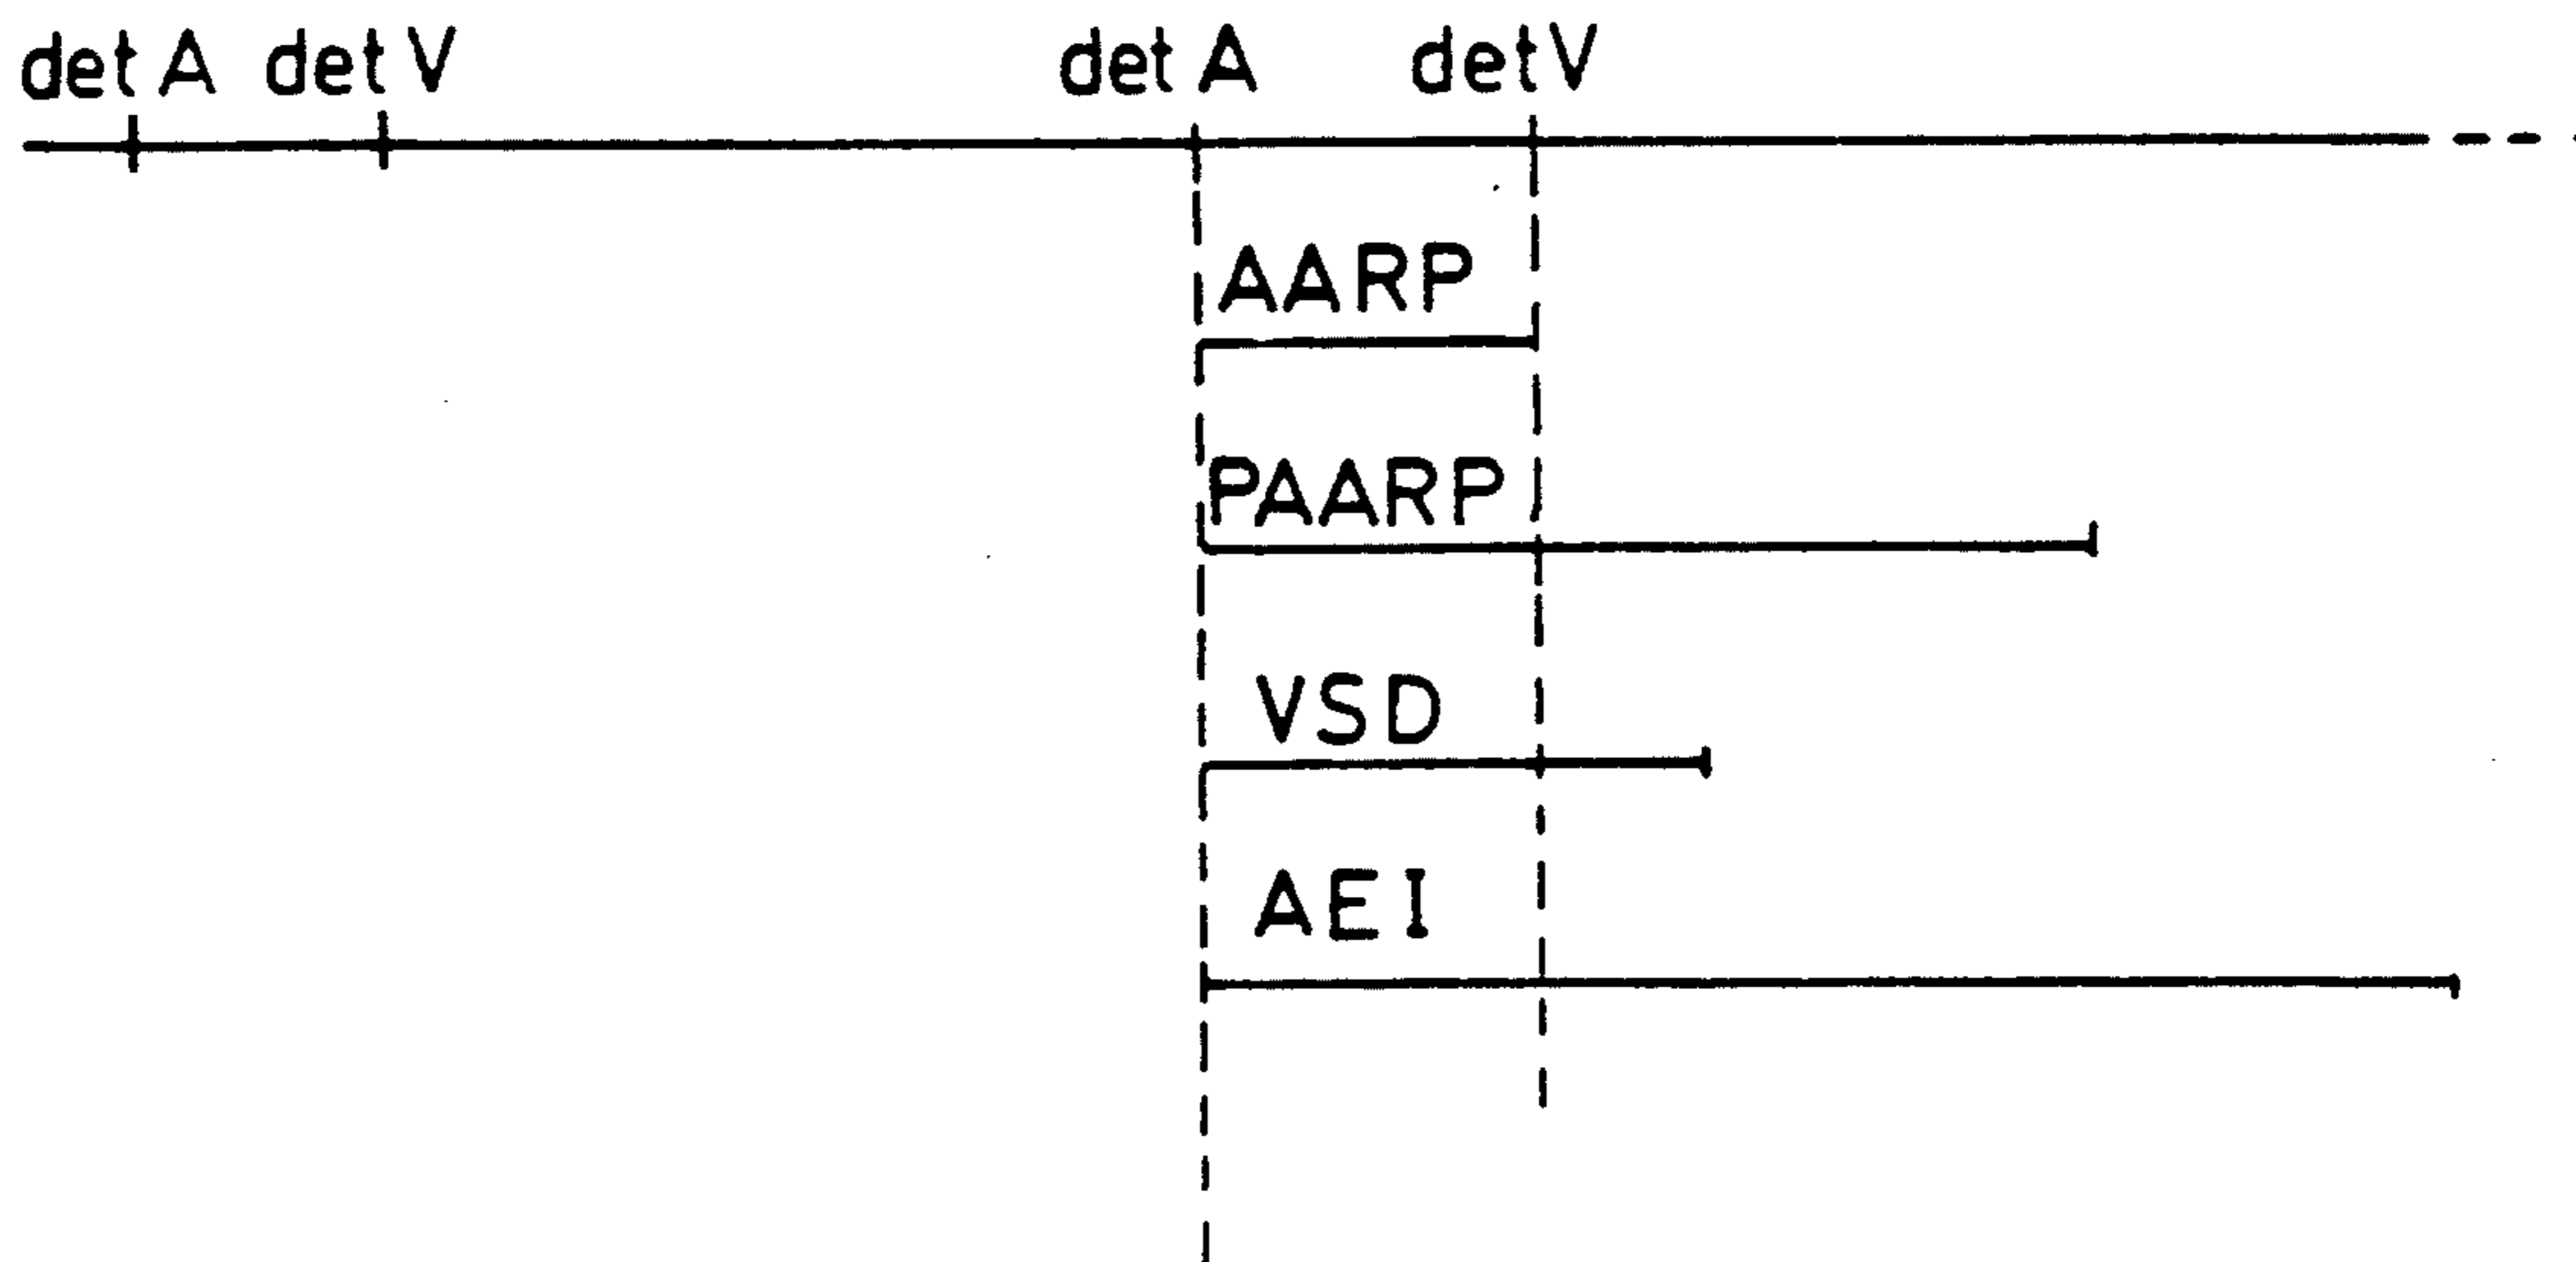 det A det V det A det V
AARP
PAARP
VSD
AEI